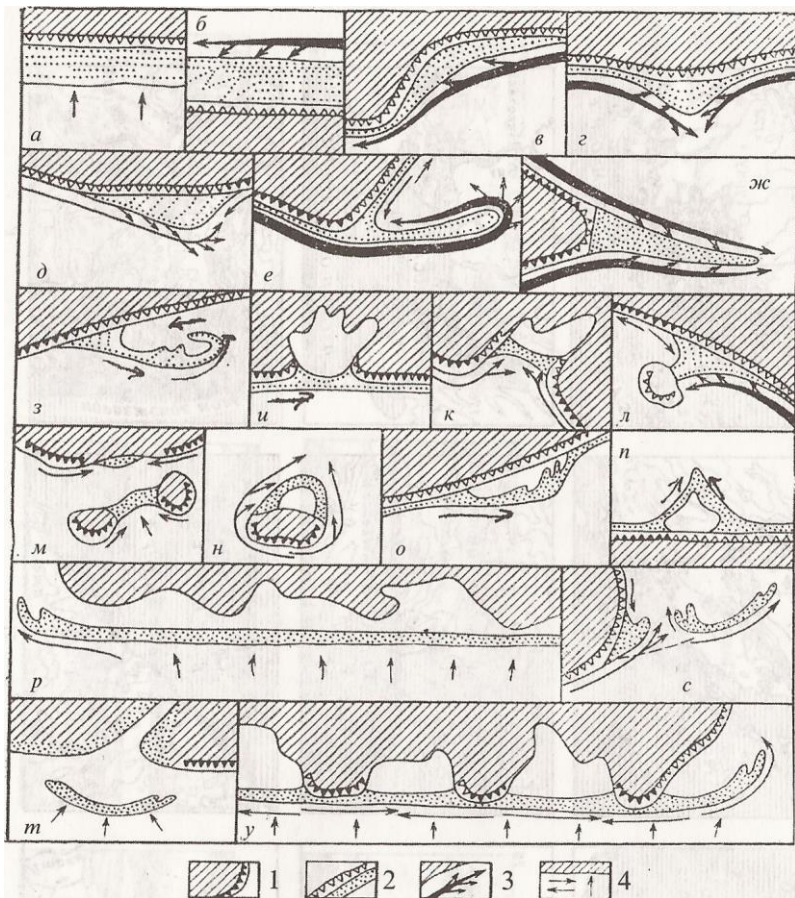 а б в г
д е ж
з и к л
м н о п
р с
т у
1 2 3 4